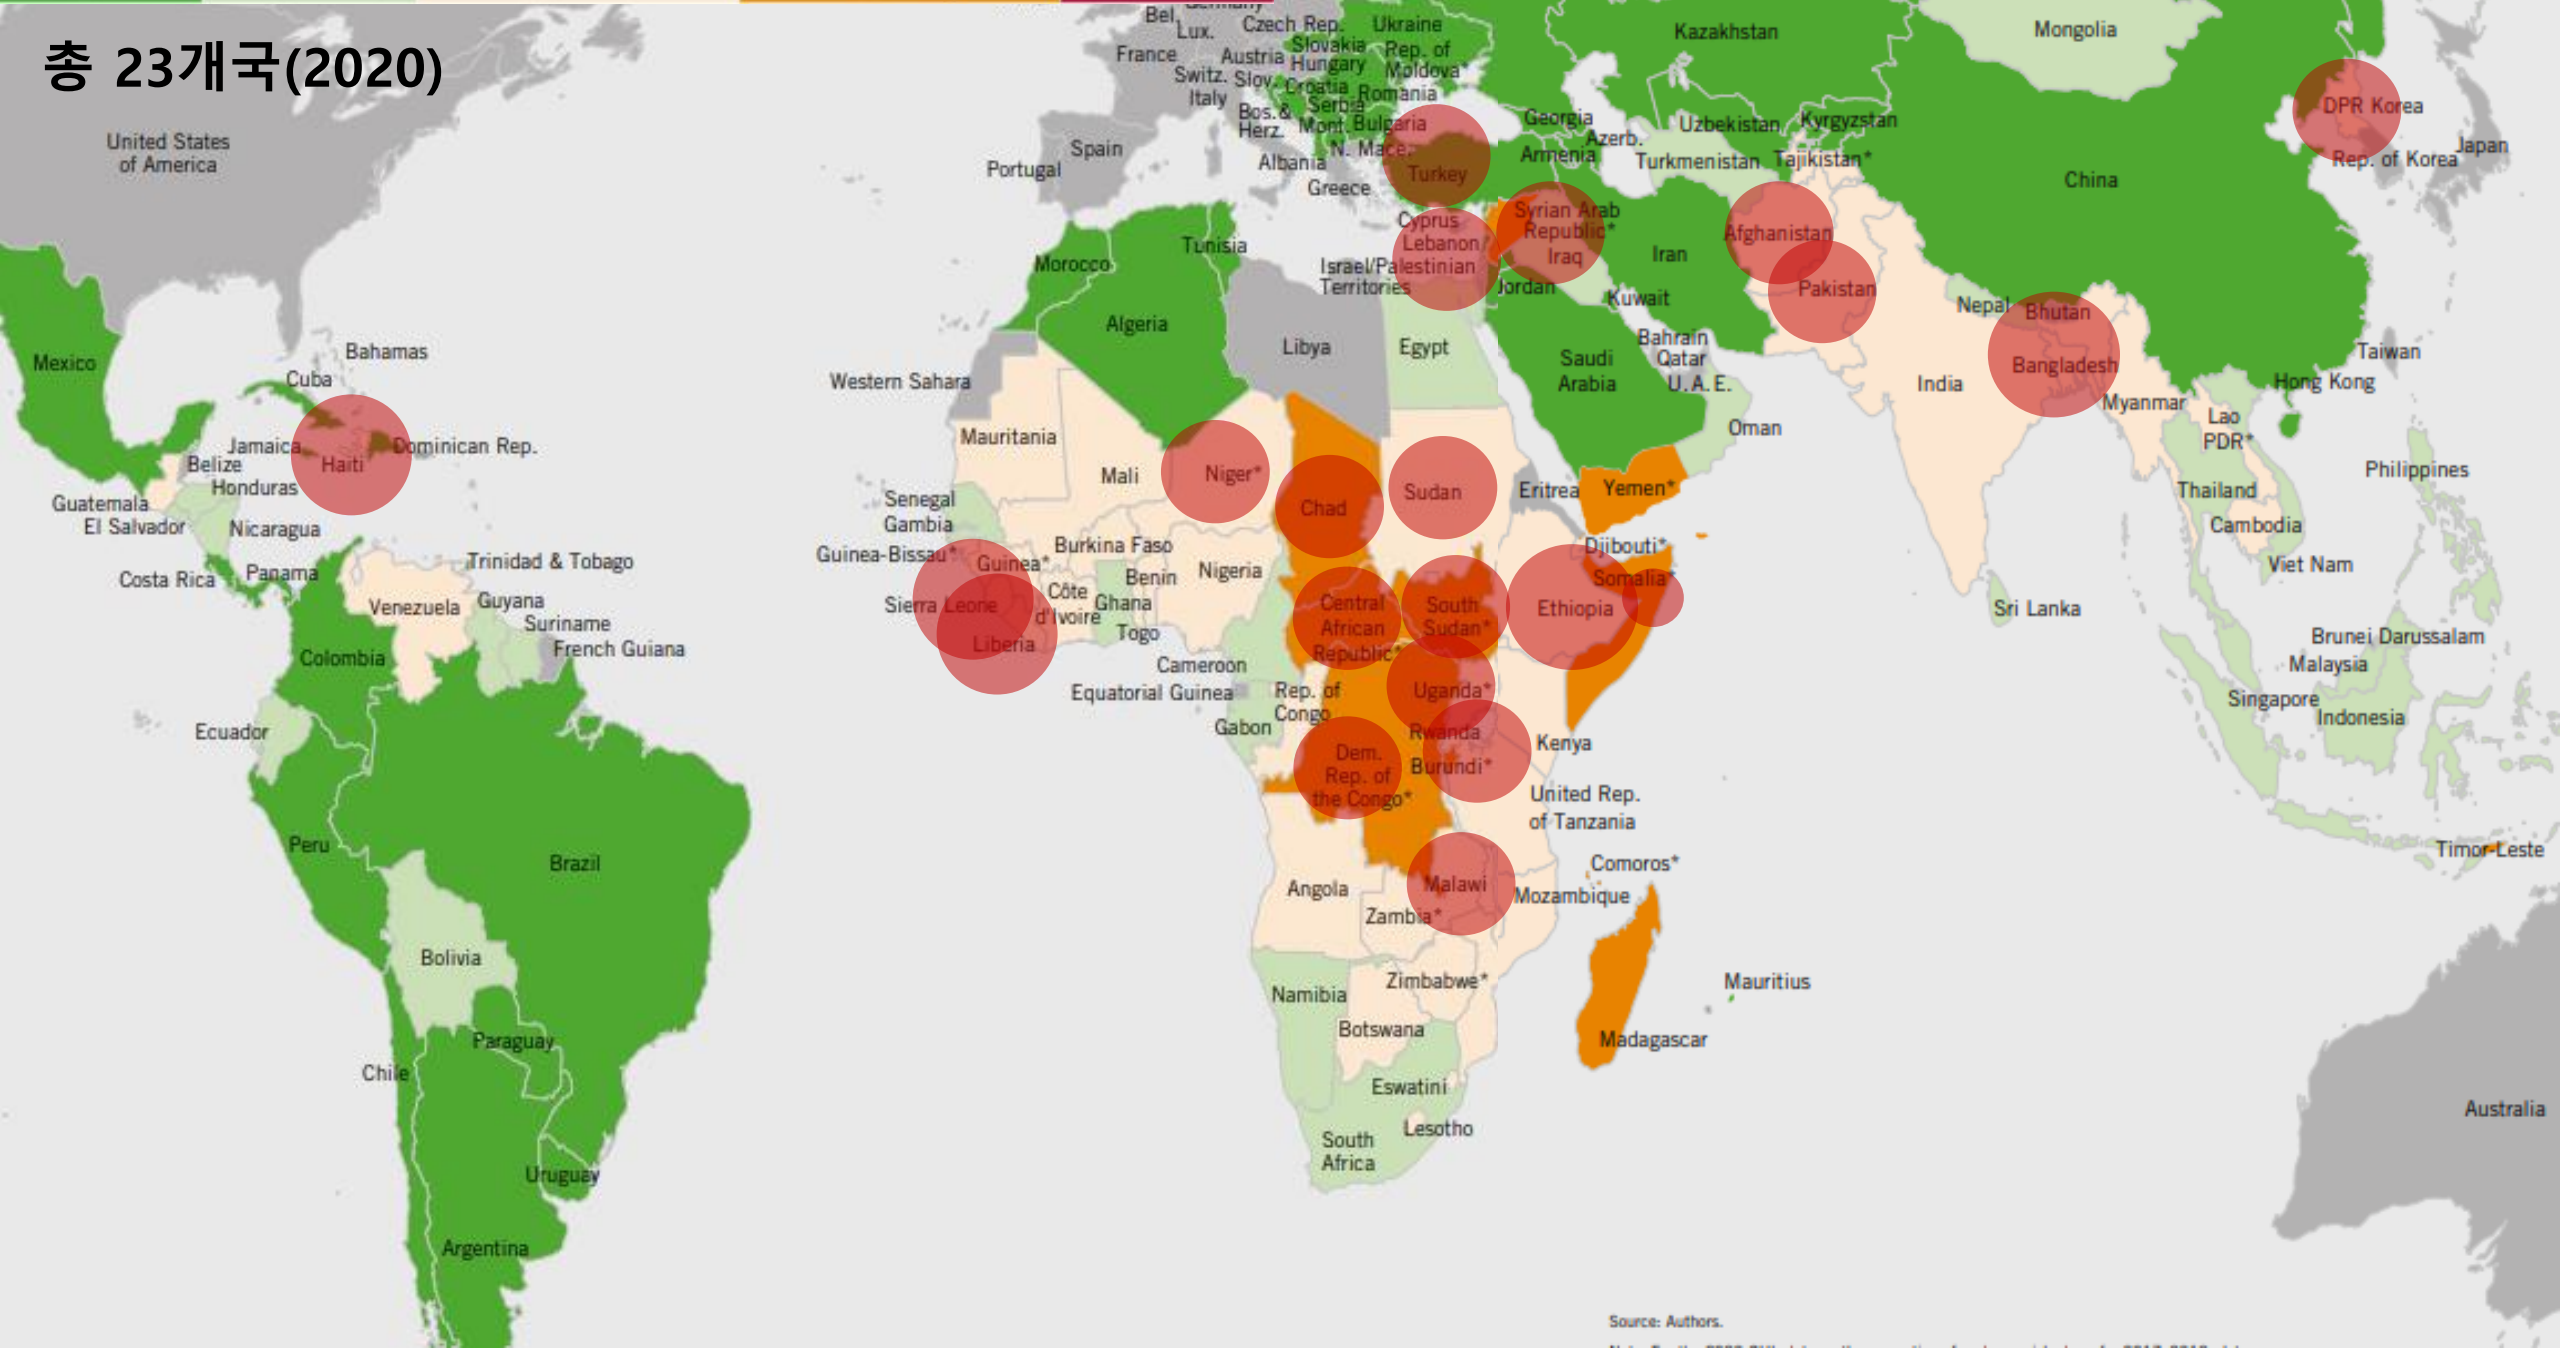 총 23개국(2020)
United States
of America
Mexico
Bahamas
Cuba
Jamaica
Haiti
Dominican Rep.
Belize
Honduras
Guatemala
El Salvador
Nicaragua
Costa Rica
Panama
Trinidad & Tobago
Venezuela
Guyana
Suriname
French Guiana
Colombia
Ecuador
Peru
Brazil
Bolivia
Paraguay
Chile
Uruguay
Argentina
Bel.
Lux.
Germany
Czech Rep.
Ukraine
France
Austria
Slovakia
Hungary
Rep. of
Moldova*
Switz.
Slov.
Croatia
Romania
Italy
Bos.&
Herz.
Serbia
Mont.
Bulgaria
N. Mace.
Albania
Greece
Spain
Portugal
Turkey
Georgia
Azerb.
Armenia
Kazakhstan
Uzbekistan
Kyrgyzstan
Turkmenistan
Tajikistan*
Mongolia
China
DPR Korea
Rep. of Korea
Japan
Cyprus
Lebanon
Israel/Palestinian
Territories
Syrian Arab
Republic*
Iraq
Jordan
Iran
Kuwait
Afghanistan
Pakistan
Bahrain
Qatar
U.A.E.
Saudi
Arabia
Oman
Yemen*
Nepal
Bhutan
India
Bangladesh
Myanmar
Sri Lanka
Taiwan
Hong Kong
Lao
PDR*
Thailand
Cambodia
Viet Nam
Philippines
Brunei Darussalam
Malaysia
Singapore
Indonesia
Timor-Leste
Australia
Morocco
Tunisia
Algeria
Libya
Egypt
Western Sahara
Mauritania
Mali
Niger*
Chad
Sudan
Eritrea
Djibouti*
Somalia*
Ethiopia
Senegal
Gambia
Guinea-Bissau*
Guinea*
Sierra Leone
Liberia
Burkina Faso
Côte
d'Ivoire
Ghana
Togo
Benin
Nigeria
Cameroon
Equatorial Guinea
Gabon
Rep. of
Congo
Central
African
Republic*
South
Sudan*
Uganda*
Rwanda
Burundi*
Kenya
Dem.
Rep. of
the Congo*
United Rep.
of Tanzania
Comoros*
Malawi
Mozambique
Angola
Zambia*
Zimbabwe*
Namibia
Botswana
Madagascar
Mauritius
Eswatini
Lesotho
South
Africa
Source: Authors.